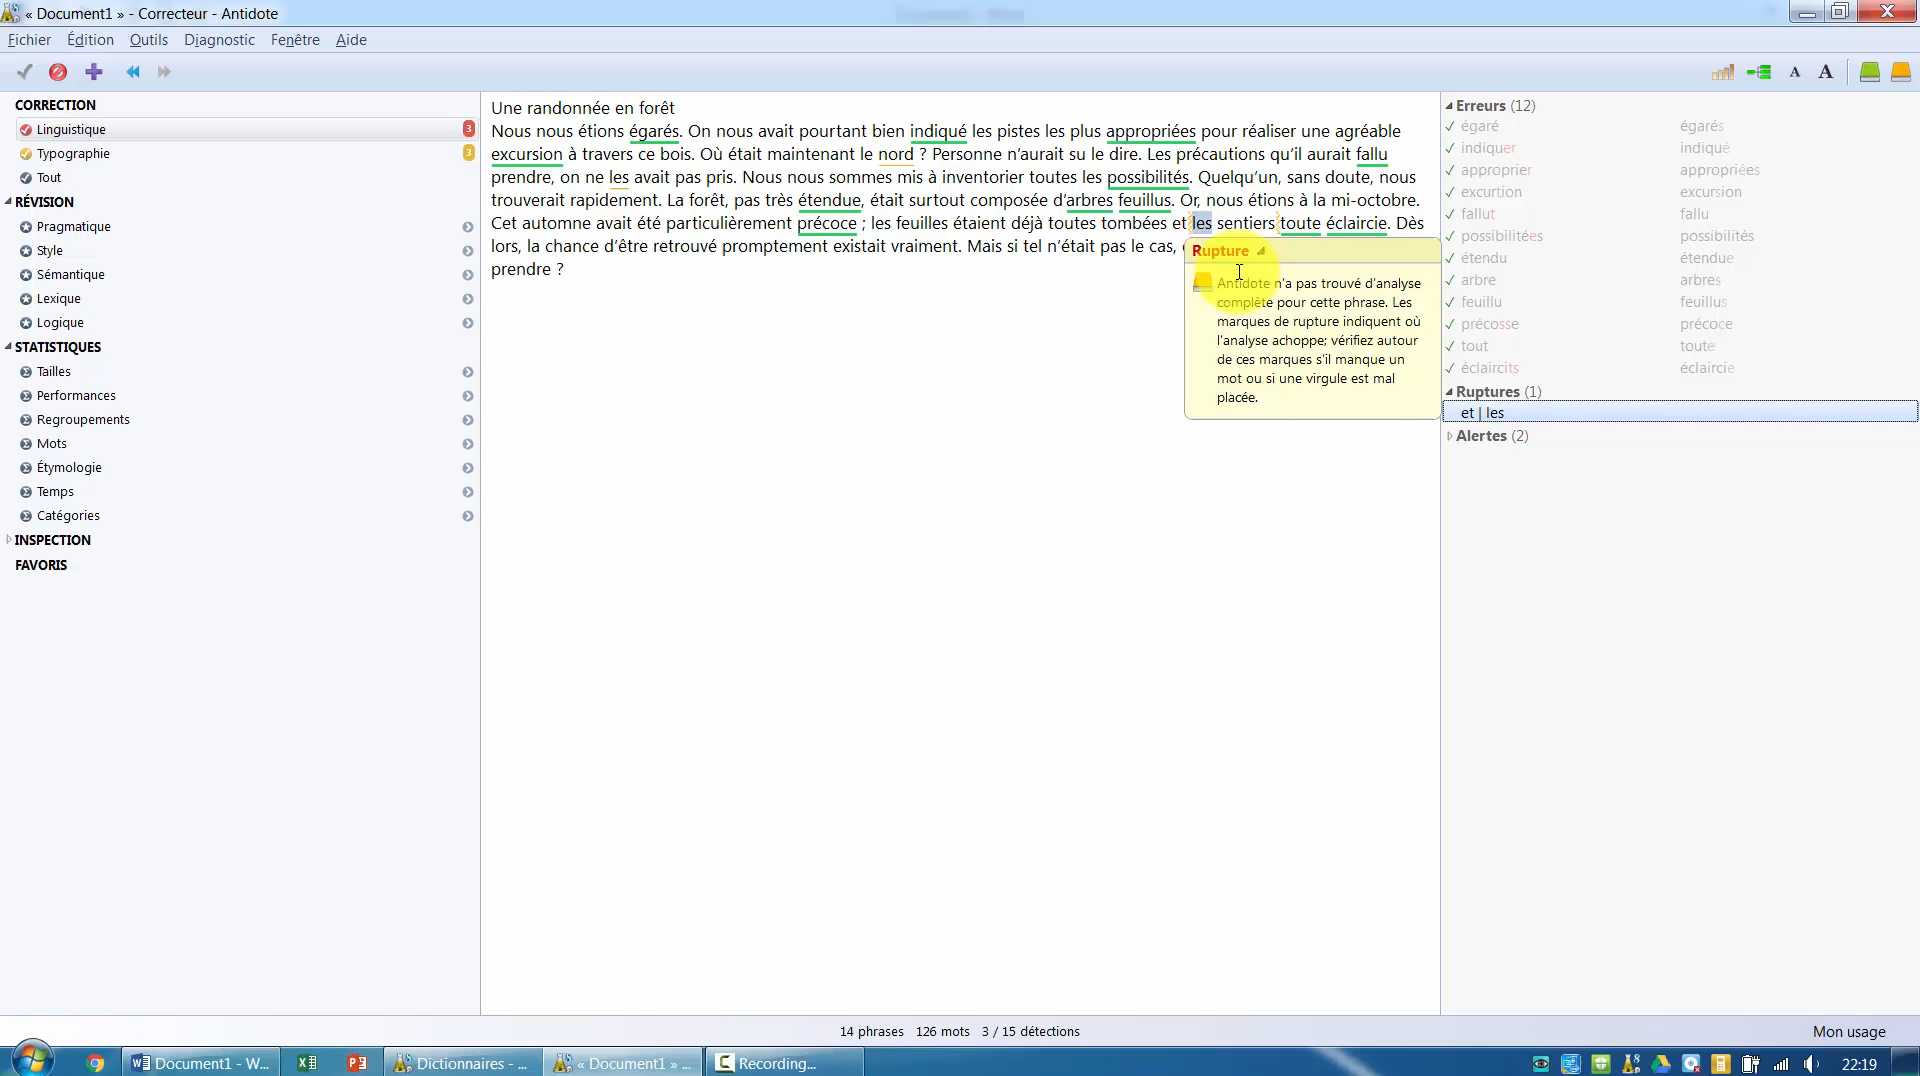 « Document1 » - Correcteur - Antidote
Fichier Édition Outils Diagnostic Fenêtre Aide
A A
CORRECTION
Linguistique 3
Typographie 3
Tout
RÉVISION
Pragmatique
Style
Sémantique
Lexique
Logique
STATISTIQUES
Tailles
Performances
Regroupements
Mots
Étymologie
Temps
Catégories
INSPECTION
FAVORIS
Une randonnée en forêt
Nous nous étions égarés. On nous avait pourtant bien indiqué les pistes les plus appropriées pour réaliser une agréable
excursion à travers ce bois. Où était maintenant le nord ? Personne n’aurait su le dire. Les précautions qu’il aurait fallu
prendre, on ne les avait pas pris. Nous nous sommes mis à inventorier toutes les possibilités. Quelqu’un, sans doute, nous
trouverait rapidement. La forêt, pas très étendue, était surtout composée d’arbres feuillus. Or, nous étions à la mi-octobre.
Cet automne avait été particulièrement précoce ; les feuilles étaient déjà toutes tombées et les sentiers toute éclaircie. Dès
lors, la chance d’être retrouvé promptement existait vraiment. Mais si tel n’était pas le cas,
prendre ?
Rupture
Antidote n’a pas trouvé d’analyse
complète pour cette phrase. Les
marques de rupture indiquent où
l’analyse achoppe; vérifiez autour
de ces marques s’il manque un
mot ou si une virgule est mal
placée.
Erreurs (12)
égaré égarés
indiquer indiqué
approprier appropriées
excurtion excursion
fallut fallu
possibilitées possibilités
étendu étendue
arbre arbres
feuillu feuillus
précosse précoce
tout toute
éclaircits éclaircie
Ruptures (1)
et | les
Alertes (2)
14 phrases 126 mots 3 / 15 détections
Mon usage
Document1 - W...
Dictionnaires - ...
« Document1 » ...
Recording...
22:19